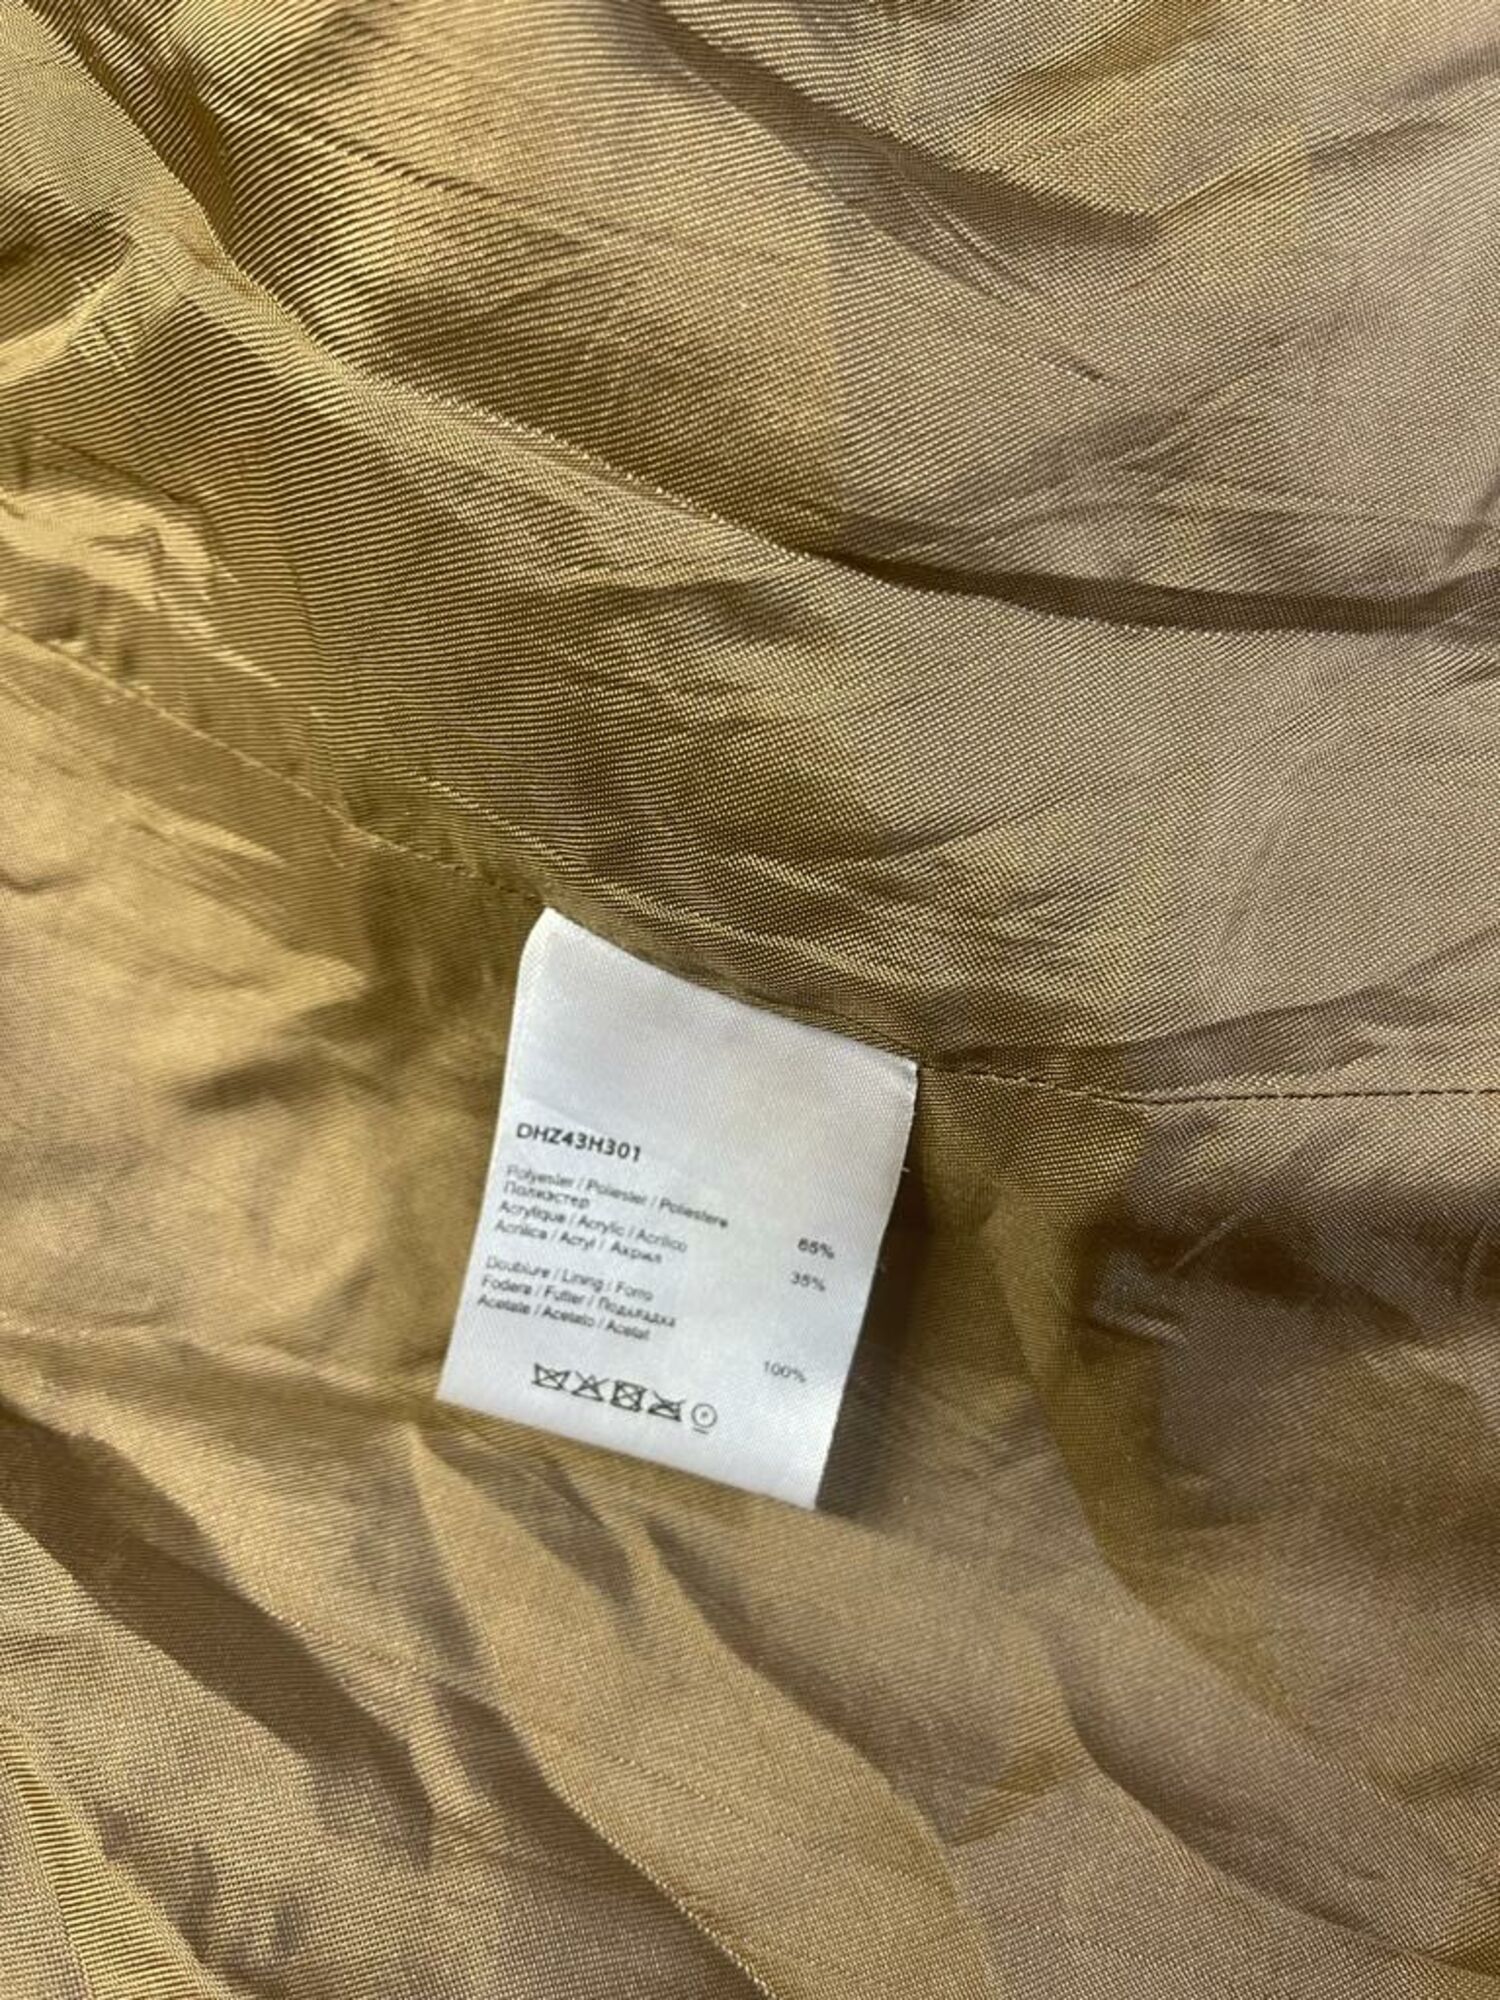 DHZ43H301
Polyester / Poliester / Poliestere
Полиэстер 65%
Acrylique / Acrylic / Acrilico
Acrilica / Acryl / Акрил 35%
Doublure / Lining / Forro
Fodera / Futter / Подкладка
Acetate / Acetato / Acetat 100%
P